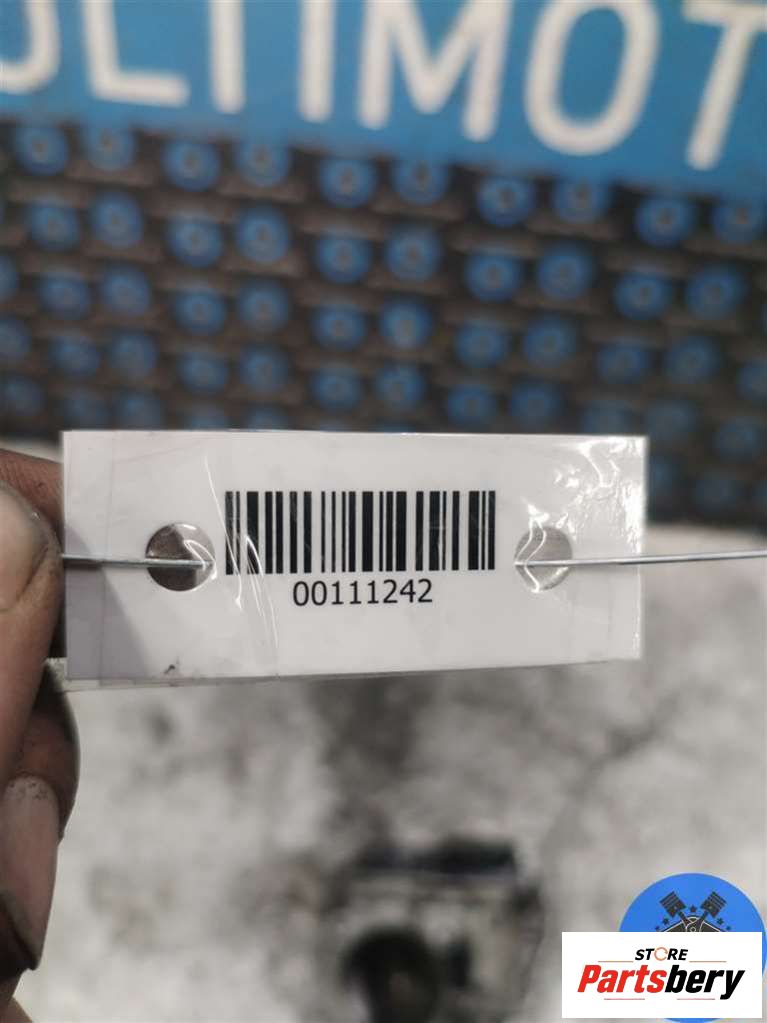 ULTIMOT
00111242
STORE
Partsbery